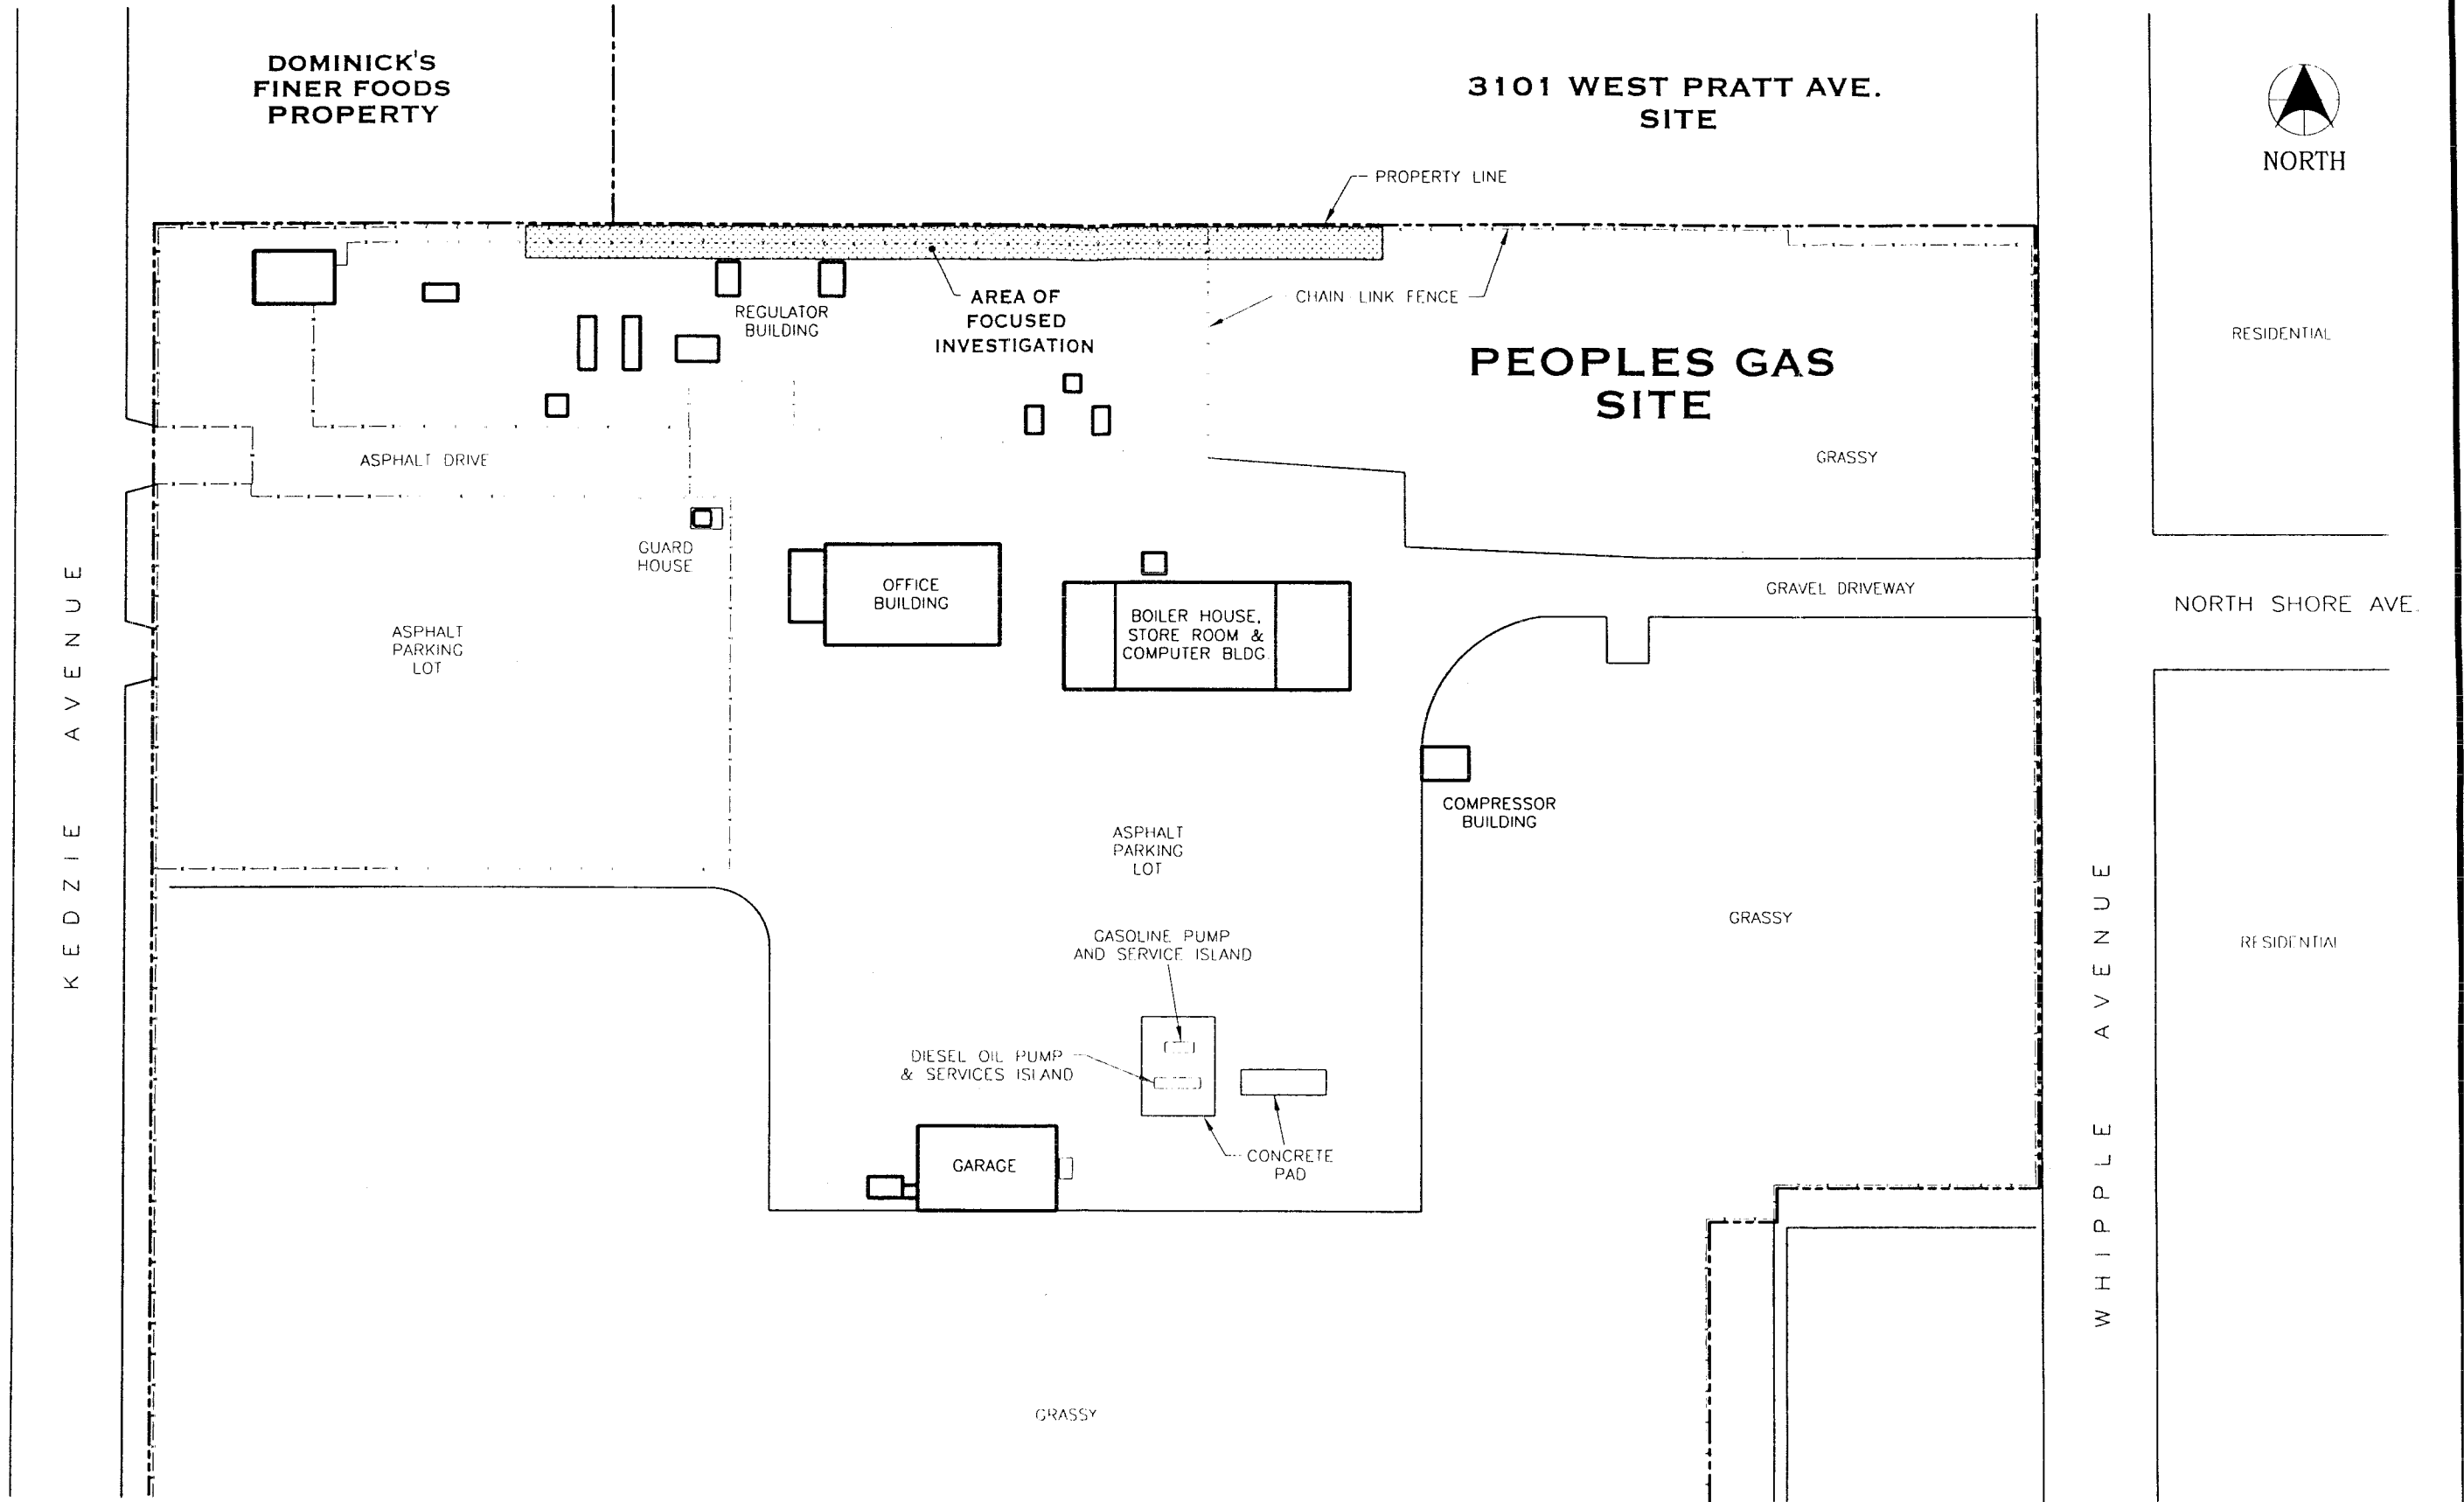 DOMINICK'S
FINER FOODS
PROPERTY
3101 WEST PRATT AVE.
SITE
NORTH
PROPERTY LINE
AREA OF
FOCUSED
INVESTIGATION
REGULATOR
BUILDING
CHAIN LINK FENCE
PEOPLES GAS
SITE
RESIDENTIAL
GRASSY
ASPHALT DRIVE
GUARD
HOUSE
OFFICE
BUILDING
BOILER HOUSE,
STORE ROOM &
COMPUTER BLDG.
GRAVEL DRIVEWAY
NORTH SHORE AVE.
ASPHALT
PARKING
LOT
KEDZIE AVENUE
COMPRESSOR
BUILDING
ASPHALT
PARKING
LOT
GRASSY
WHIPPLE AVENUE
RESIDENTIAL
GASOLINE PUMP
AND SERVICE ISLAND
DIESEL OIL PUMP
& SERVICES ISLAND
GARAGE
CONCRETE
PAD
GRASSY